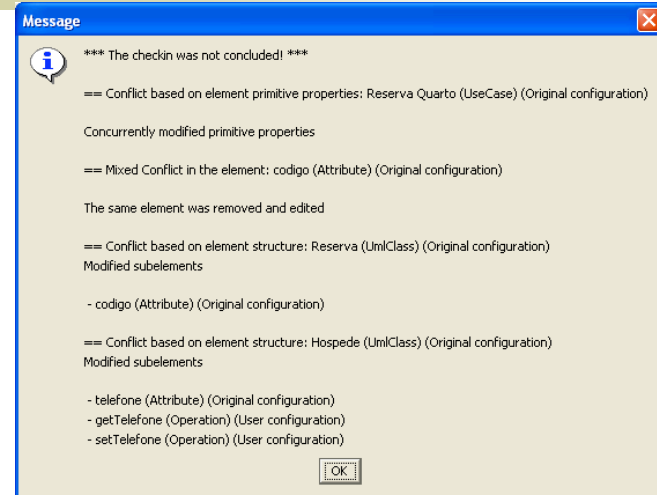 Message
*** The checkin was not concluded! ***
== Conflict based on element primitive properties: Reserva Quarto (UseCase) (Original configuration)
Concurrently modified primitive properties
== Mixed Conflict in the element: codigo (Attribute) (Original configuration)
The same element was removed and edited
== Conflict based on element structure: Reserva (UmlClass) (Original configuration)
Modified subelements
- codigo (Attribute) (Original configuration)
== Conflict based on element structure: Hospede (UmlClass) (Original configuration)
Modified subelements
- telefone (Attribute) (Original configuration)
- getTelefone (Operation) (User configuration)
- setTelefone (Operation) (User configuration)
OK